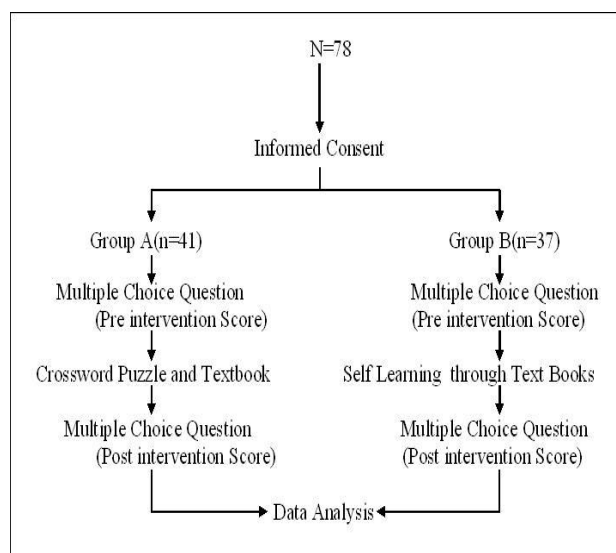 N=78
Informed Consent
Group A(n=41)
Group B(n=37)
Multiple Choice Question
(Pre intervention Score)
Multiple Choice Question
(Pre intervention Score)
Crossword Puzzle and Textbook
Self Learning through Text Books
Multiple Choice Question
(Post intervention Score)
Multiple Choice Question
(Post intervention Score)
Data Analysis